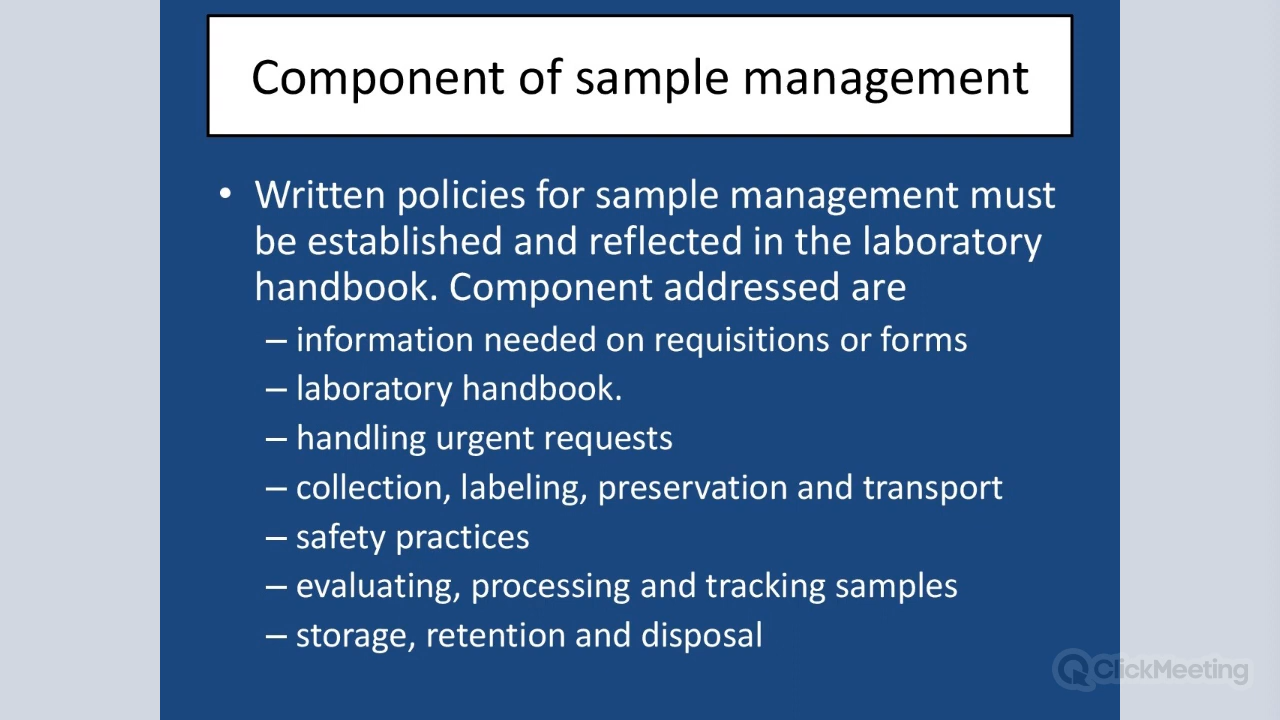 Component of sample management
• Written policies for sample management must
be established and reflected in the laboratory
handbook. Component addressed are
– information needed on requisitions or forms
– laboratory handbook.
– handling urgent requests
– collection, labeling, preservation and transport
– safety practices
– evaluating, processing and tracking samples
– storage, retention and disposal
ClickMeeting